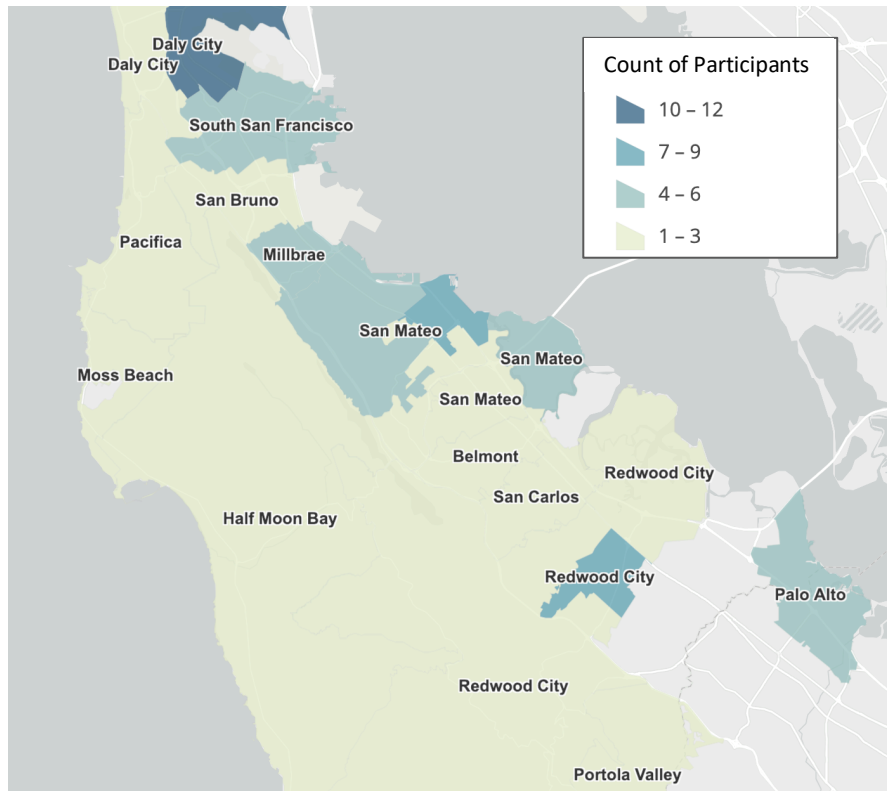 Daly City
Daly City
Count of Participants
10 – 12
7 – 9
4 – 6
1 – 3
South San Francisco
San Bruno
Pacifica
Millbrae
San Mateo
San Mateo
Moss Beach
San Mateo
Belmont
Redwood City
San Carlos
Half Moon Bay
Redwood City
Palo Alto
Redwood City
Portola Valley